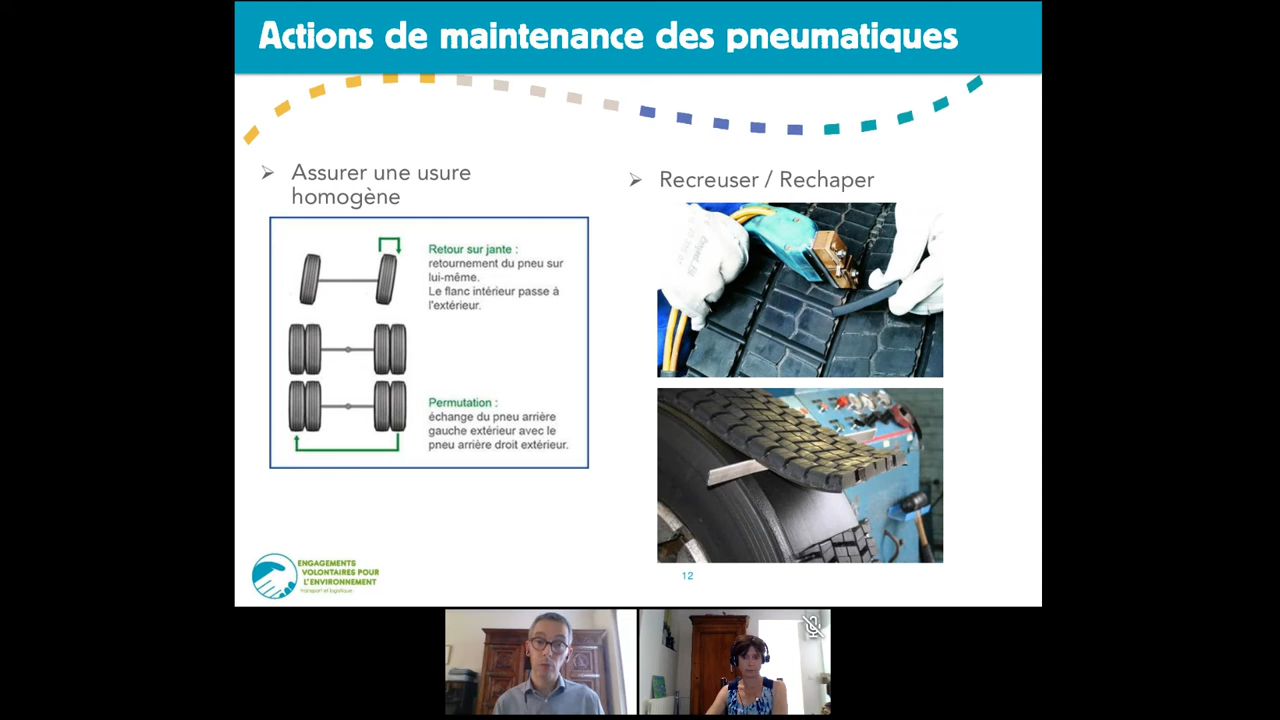 Actions de maintenance des pneumatiques
Assurer une usure
homogène
Retour sur jante :
retournement du pneu sur
lui-même.
Le flanc intérieur passe à
l'extérieur.
Permutation :
échange du pneu arrière
gauche extérieur avec le
pneu arrière droit extérieur.
Recreuser / Rechaper
12
ENGAGEMENTS
VOLONTAIRES POUR
L'ENVIRONNEMENT
transport et logistique